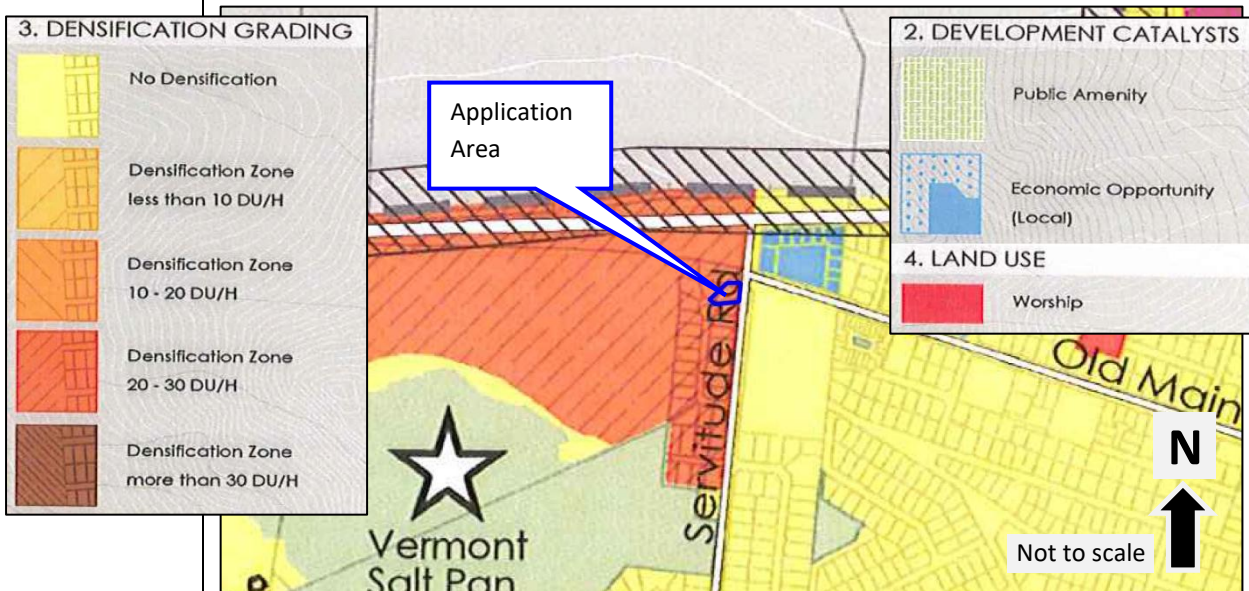 3. DENSIFICATION GRADING
No Densification
Densification Zone
less than 10 DU/H
Densification Zone
10 - 20 DU/H
Densification Zone
20 - 30 DU/H
Densification Zone
more than 30 DU/H
Application
Area
2. DEVELOPMENT CATALYSTS
Public Amenity
Economic Opportunity
(Local)
4. LAND USE
Worship
Servitude Rd
Old Main
Vermont
Salt Pan
N
Not to scale